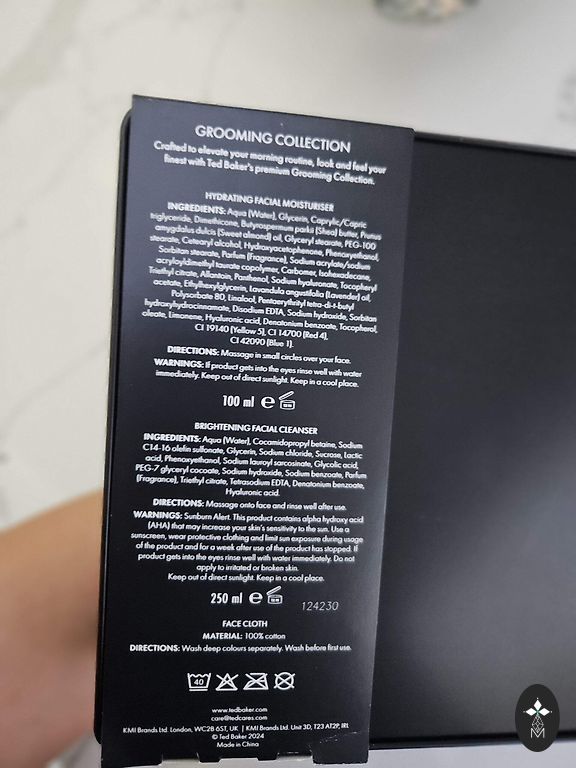 GROOMING COLLECTION
Crafted to elevate your morning routine, look and feel your
finest with Ted Baker's premium Grooming Collection.
HYDRATING FACIAL MOISTURISER
INGREDIENTS: Aqua (Water), Glycerin, Caprylic/Capric
triglyceride, Dimethicone, Butyrospermum parkii (Shea) butter, Prunus
amygdalus dulcis (Sweet almond) oil, Glyceryl stearate, PEG-100
stearate, Cetearyl alcohol, Hydroxyacetophenone, Isohexadecane,
Sorbitan stearate, Parfum (Fragrance), Sodium acrylate/sodium
acryloyldimethyl taurate copolymer, Carbomer,
Triethyl citrate, Allantoin, Panthenol, Sodium hyaluronate, Tocopheryl
acetate, Ethylhexylglycerin, Lavandula angustifolia (Lavender) oil,
Polysorbate 80, Linalool, Pentaerythrityl tetra-di-t-butyl
hydroxyhydrocinnamate, Disodium EDTA, Sodium hydroxide, Sorbitan
oleate, Limonene, Hyaluronic acid, Denatonium benzoate, Tocopherol,
CI 19140 (Yellow 5), CI 14700 (Red 4),
CI 42090 (Blue 1).
DIRECTIONS: Massage in small circles over your face.
WARNINGS: If product gets into the eyes rinse well with water
immediately. Keep out of direct sunlight. Keep in a cool place.
100 ml e
BRIGHTENING FACIAL CLEANSER
INGREDIENTS: Aqua (Water), Cocamidopropyl betaine, Sodium
C14-16 olefin sulfonate, Glycerin, Sodium chloride, Sucrose, Lactic
acid, Phenoxyethanol, Sodium lauroyl sarcosinate, Glycolic acid,
PEG-7 glyceryl cocoate, Sodium hydroxide, Sodium benzoate, Parfum
(Fragrance), Triethyl citrate, Tetrasodium EDTA, Denatonium benzoate,
Hyaluronic acid.
DIRECTIONS: Massage onto face and rinse well after use.
WARNINGS: Sunburn Alert. This product contains alpha hydroxy acid
(AHA) that may increase your skin's sensitivity to the sun. Use a
sunscreen, wear protective clothing and limit sun exposure during usage
of the product and for a week after use of the product has stopped. If
product gets into the eyes rinse well with water immediately. Do not
apply to irritated or broken skin.
Keep out of direct sunlight. Keep in a cool place.
250 ml e
124230
FACE CLOTH
MATERIAL: 100% cotton
DIRECTIONS: Wash deep colours separately. Wash before first use.
40
www.tedbaker.com
care@tedcares.com
KMI Brands Ltd. London, WC2B 6ST, UK | KMI Brands Ltd. Unit 3D, T23 AT2P, IRL
© Ted Baker 2024
Made in China
M